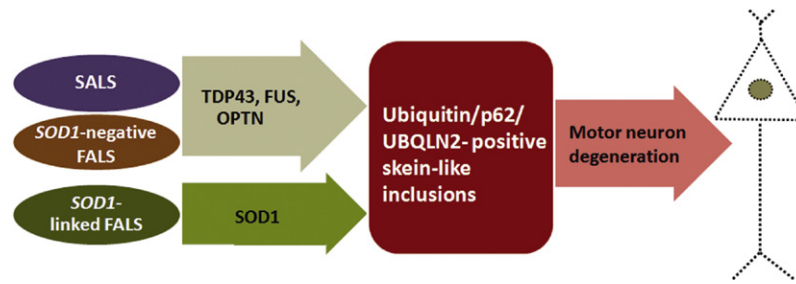 SALS
SOD1-negative
FALS
SOD1-
linked FALS
TDP43, FUS,
OPTN
SOD1
Ubiquitin/p62/
UBQLN2- positive
skein-like
inclusions
Motor neuron
degeneration